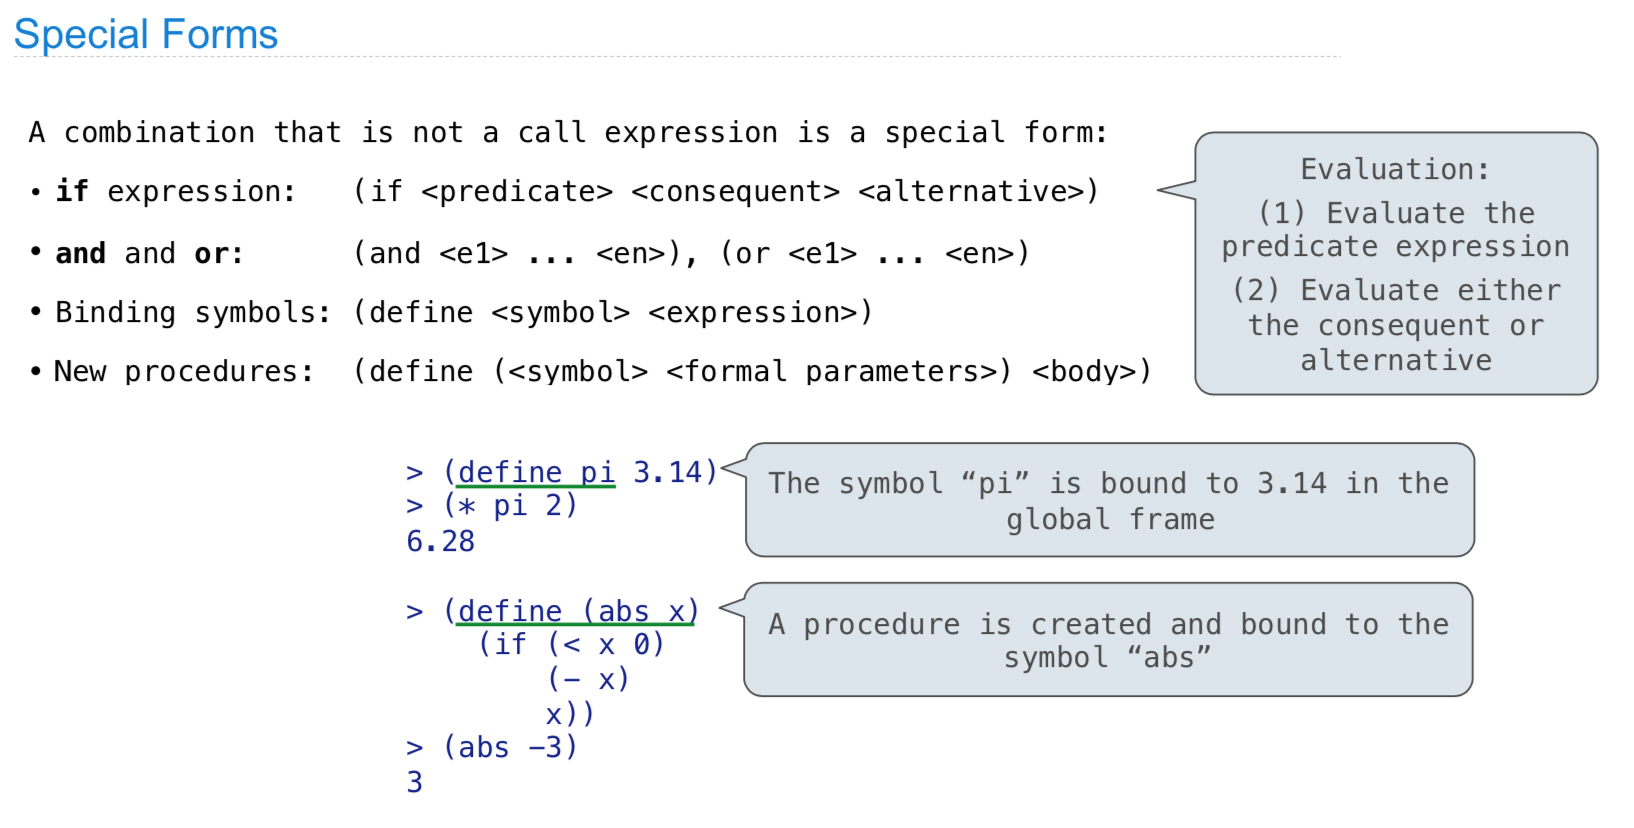 Special Forms
A combination that is not a call expression is a special form:
• if expression: (if <predicate> <consequent> <alternative>)
• and and or: (and <e1> ... <en>), (or <e1> ... <en>)
• Binding symbols: (define <symbol> <expression>)
• New procedures: (define (<symbol> <formal parameters>) <body>)
Evaluation:
(1) Evaluate the
predicate expression
(2) Evaluate either
the consequent or
alternative
> (define pi 3.14)
> (* pi 2)
6.28
The symbol “pi” is bound to 3.14 in the
global frame
> (define (abs x)
(if (< x 0)
(− x)
x))
> (abs −3)
3
A procedure is created and bound to the
symbol “abs”